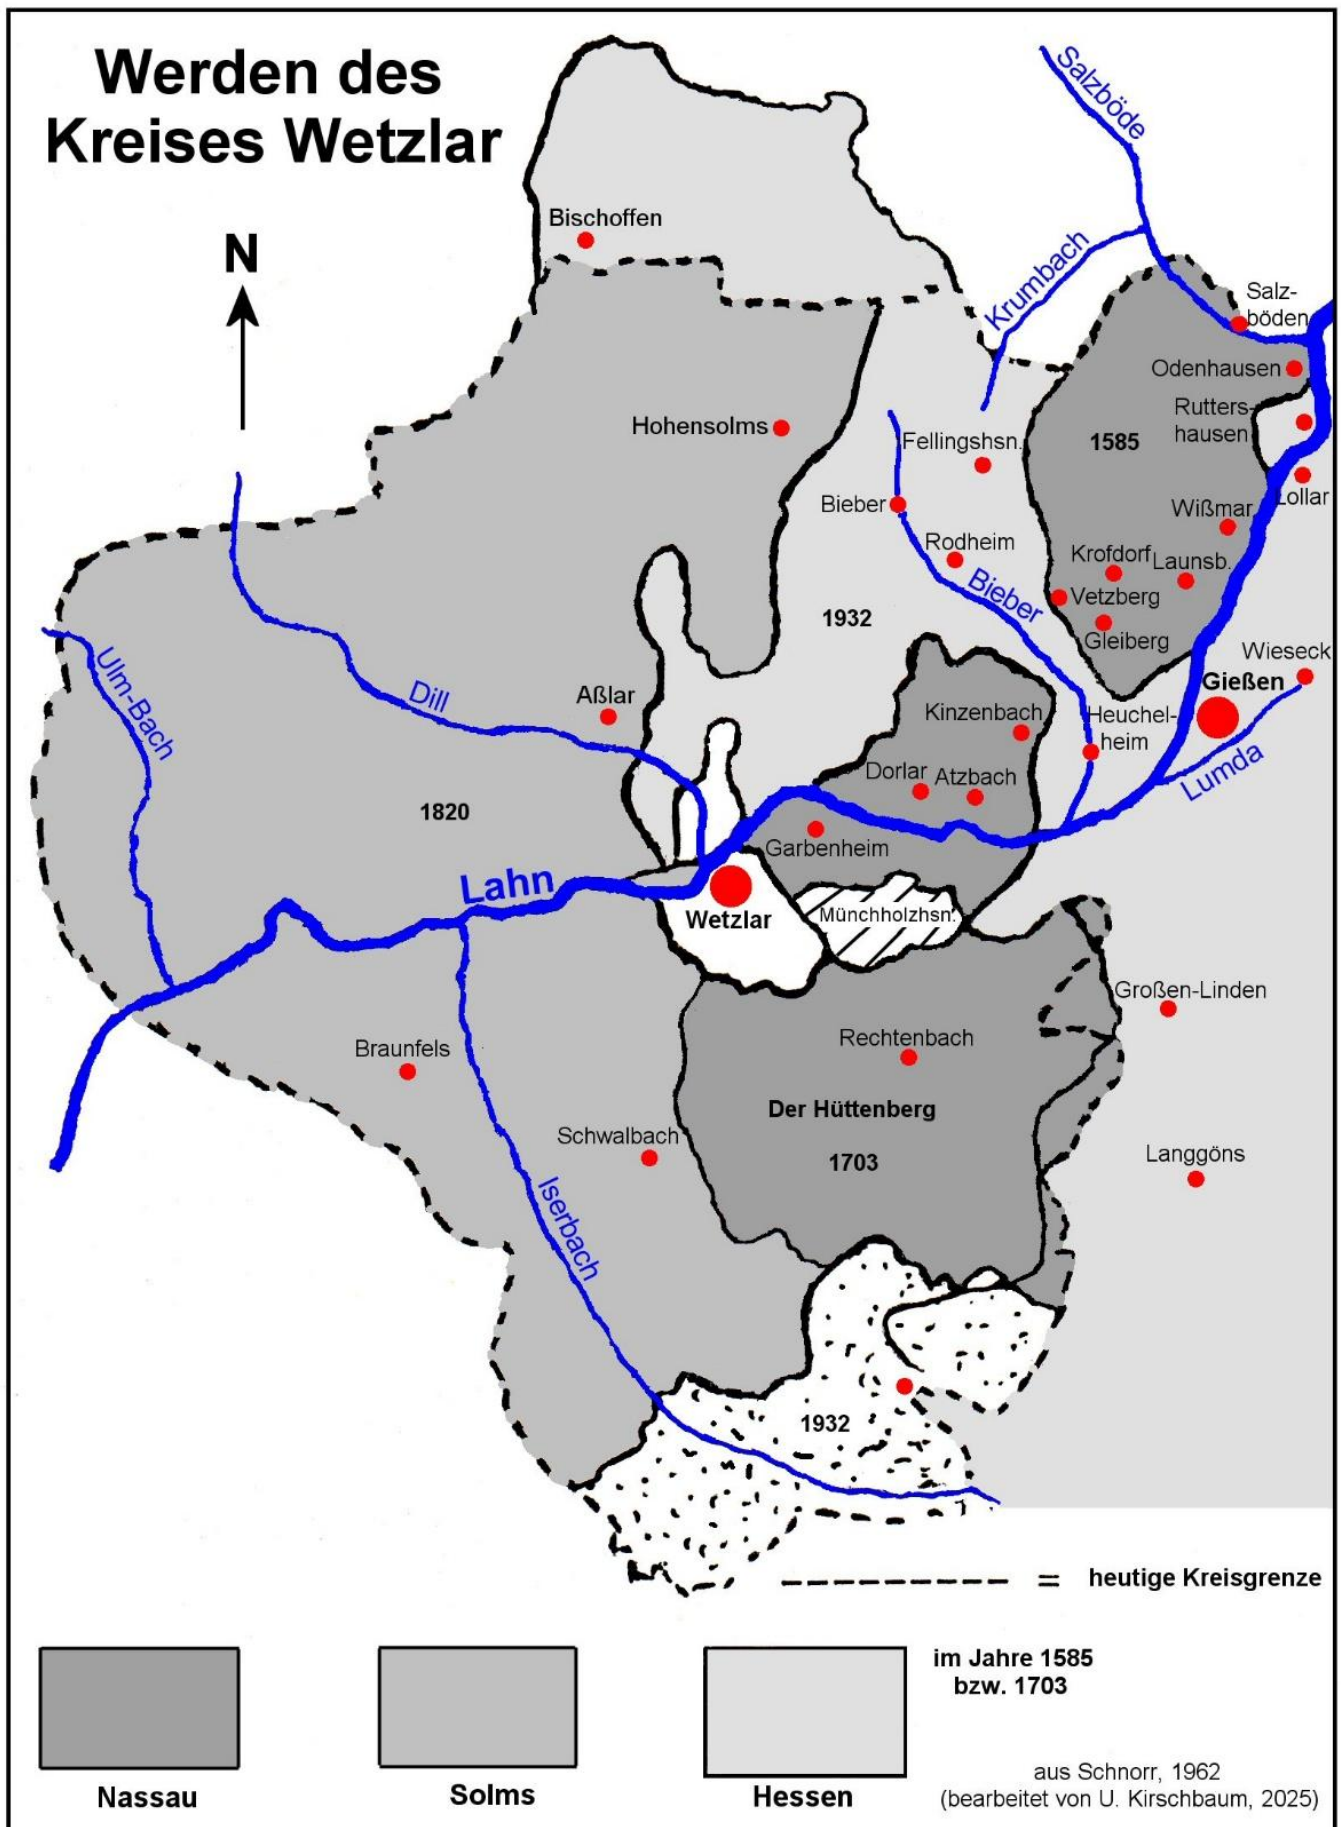 Werden des
Kreises Wetzlar
N
Salzböde
Krumbach
Bischoffen
Salz-
böden
Odenhausen
Rutters-
hausen
1585
Hohensolms
Fellingshsn.
Lollar
Bieber
Wißmar
Rodheim
Krofdorf
Launsb.
Bieber
Vetzberg
1932
Gleiberg
Wieseck
Ulm-Bach
Gießen
Dill
Aßlar
Kinzenbach
Heuchel-
heim
Dorlar
Atzbach
Lumda
1820
Garbenheim
Lahn
Wetzlar
Münchholzhsn.
Großen-Linden
Rechtenbach
Braunfels
Der Hüttenberg
Schwalbach
1703
Langgöns
Iserbach
1932
= heutige Kreisgrenze
im Jahre 1585
bzw. 1703
Nassau
Solms
Hessen
aus Schnorr, 1962
(bearbeitet von U. Kirschbaum, 2025)